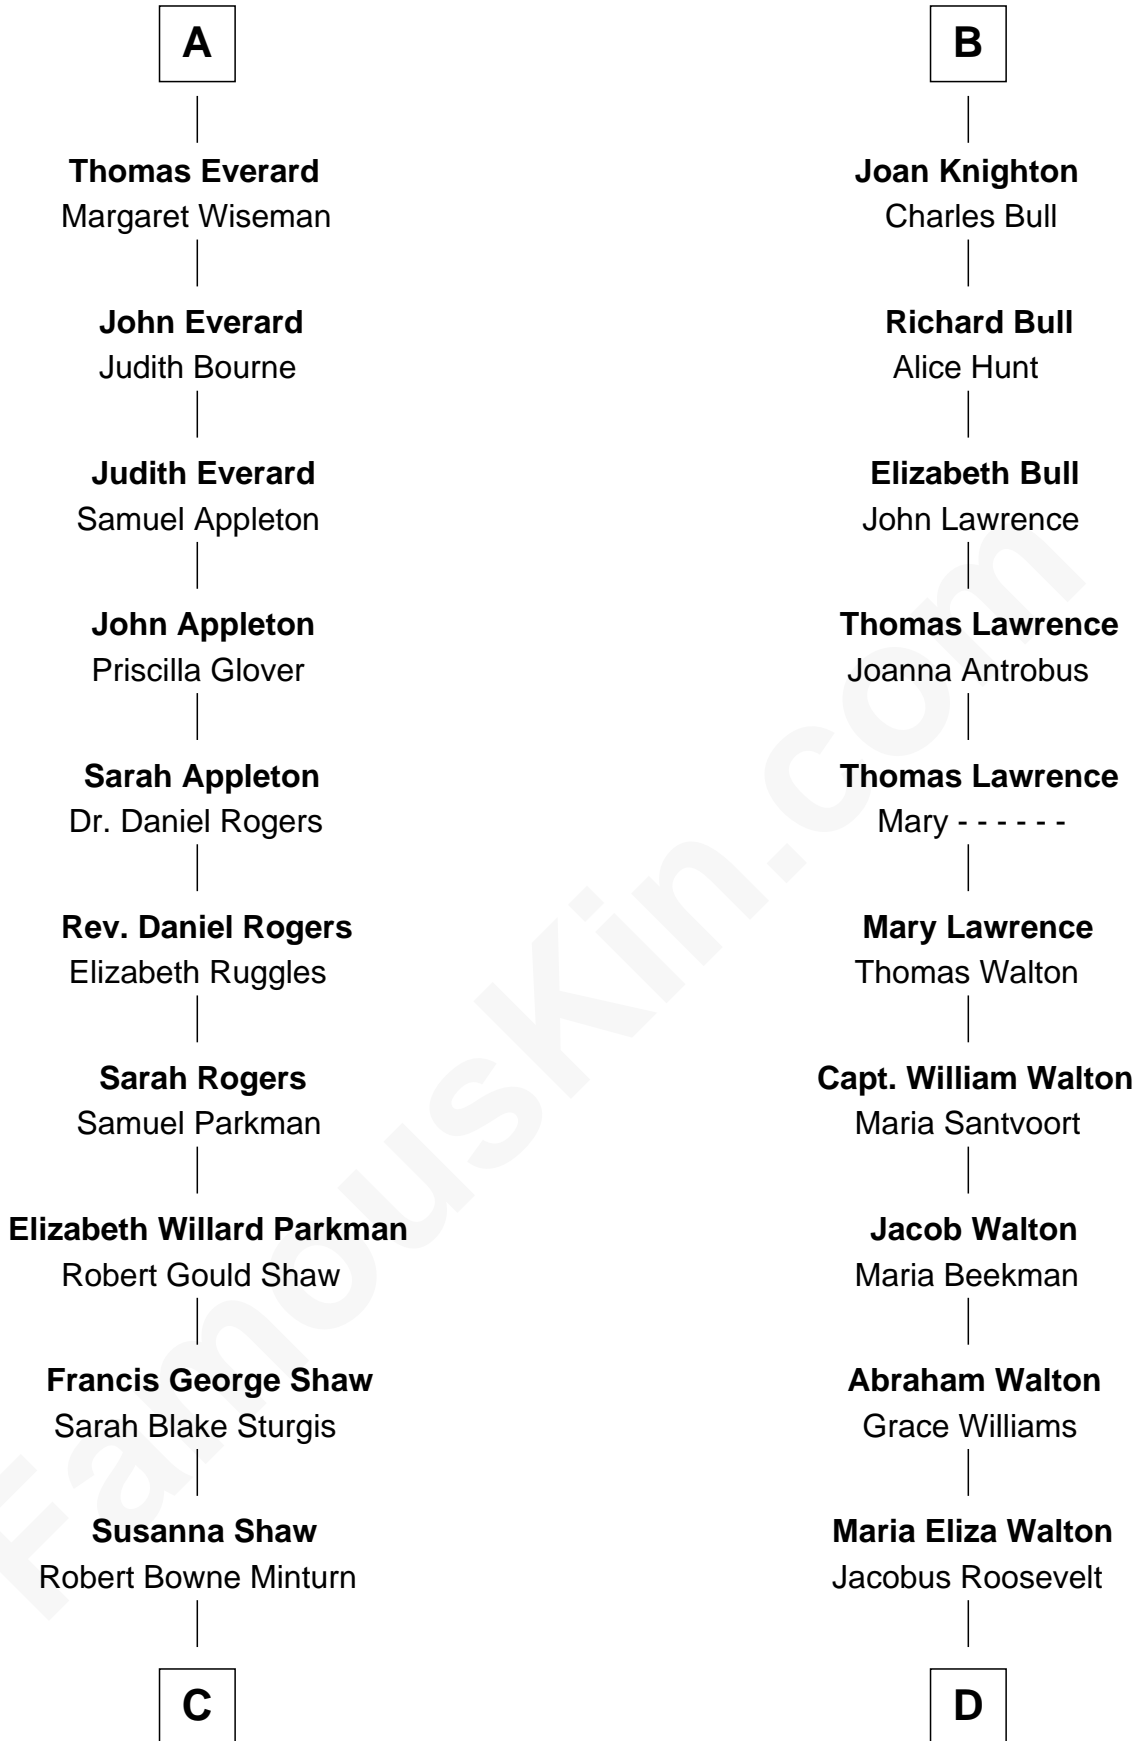 A
Thomas Everard
Margaret Wiseman
John Everard
Judith Bourne
Judith Everard
Samuel Appleton
John Appleton
Priscilla Glover
Sarah Appleton
Dr. Daniel Rogers
Rev. Daniel Rogers
Elizabeth Ruggles
Sarah Rogers
Samuel Parkman
Elizabeth Willard Parkman
Robert Gould Shaw
Francis George Shaw
Sarah Blake Sturgis
Susanna Shaw
Robert Bowne Minturn
C
B
Joan Knighton
Charles Bull
Richard Bull
Alice Hunt
Elizabeth Bull
John Lawrence
Thomas Lawrence
Joanna Antrobus
Thomas Lawrence
Mary - - - - - -
Mary Lawrence
Thomas Walton
Capt. William Walton
Maria Santvoort
Jacob Walton
Maria Beekman
Abraham Walton
Grace Williams
Maria Eliza Walton
Jacobus Roosevelt
D
FamousKin.com